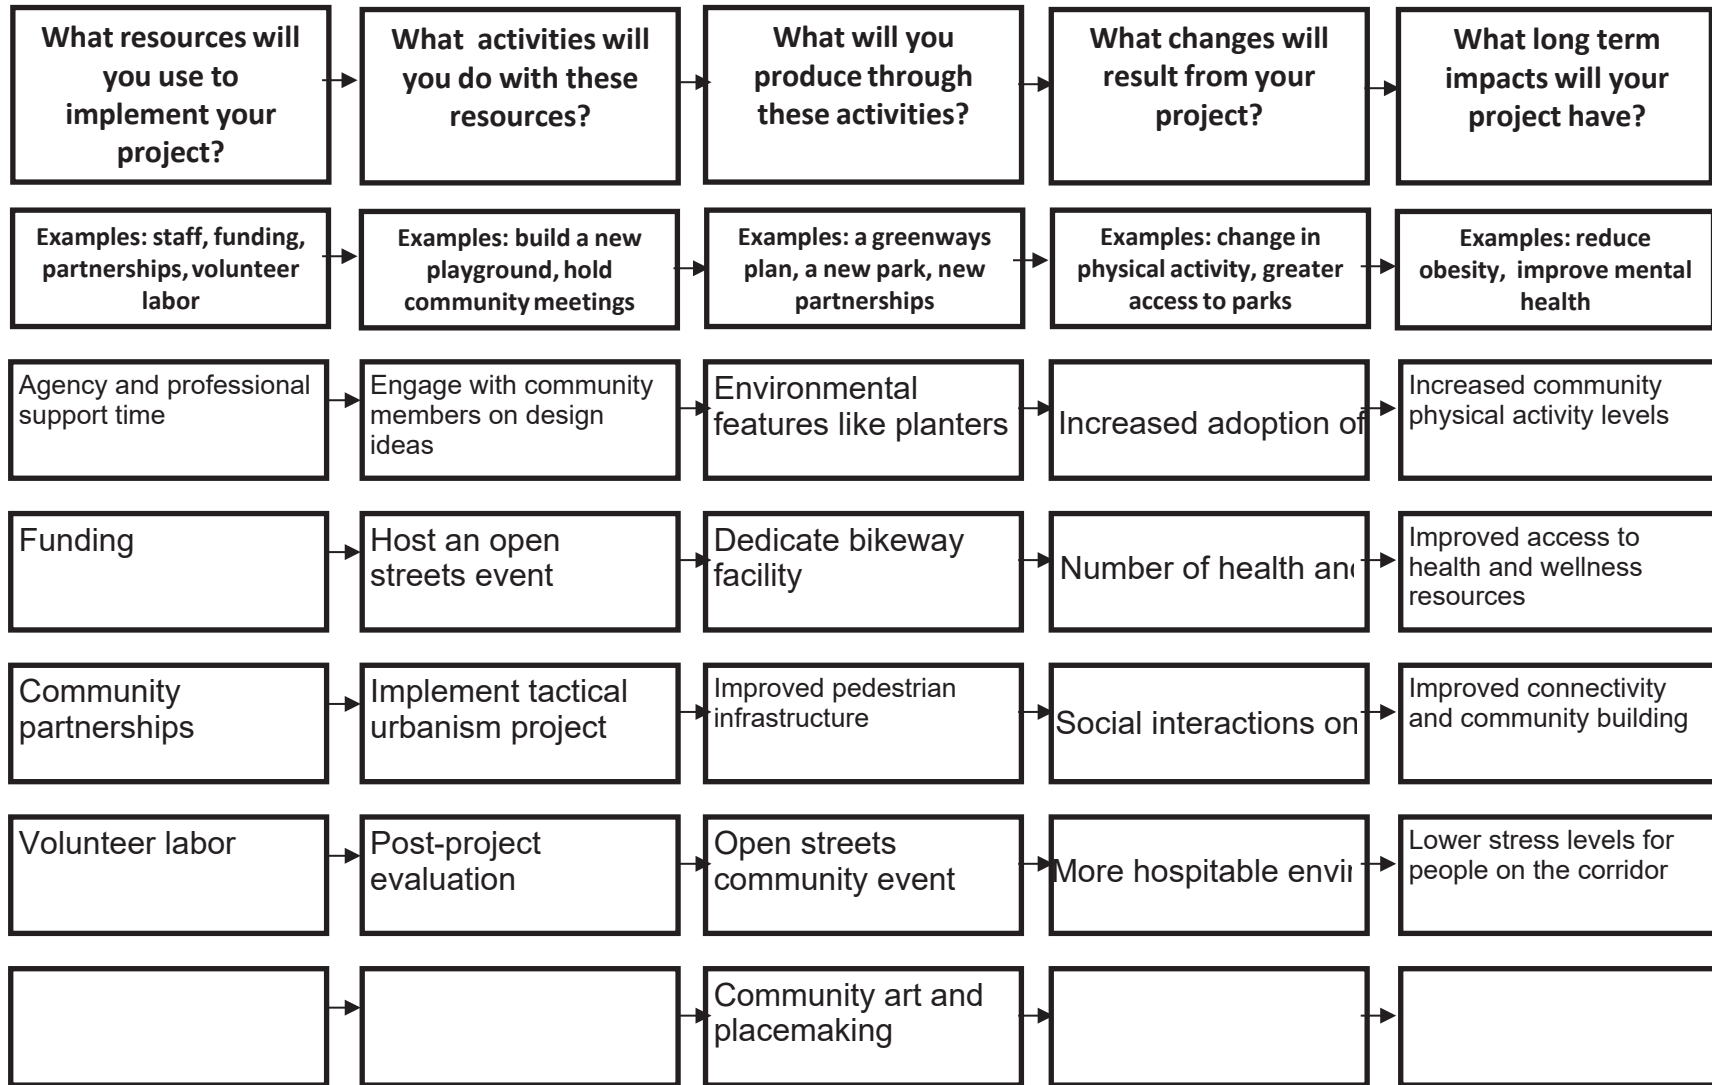 What resources will
you use to
implement your
project?
What activities will
you do with these
resources?
What will you
produce through
these activities?
What changes will
result from your
project?
What long term
impacts will your
project have?
Examples: staff, funding,
partnerships, volunteer
labor
Examples: build a new
playground, hold
community meetings
Examples: a greenways
plan, a new park, new
partnerships
Examples: change in
physical activity, greater
access to parks
Examples: reduce
obesity, improve mental
health
Agency and professional
support time
Engage with community
members on design
ideas
Environmental
features like planters
Increased adoption of
Increased community
physical activity levels
Funding
Host an open
streets event
Dedicate bikeway
facility
Number of health
Improved access to
health and wellness
resources
Community
partnerships
Implement tactical
urbanism project
Improved pedestrian
infrastructure
Social interactions on
Improved connectivity
and community building
Volunteer labor
Post-project
evaluation
Open streets
community event
More hospitable
Lower stress levels for
people on the corridor
Community art and
placemaking